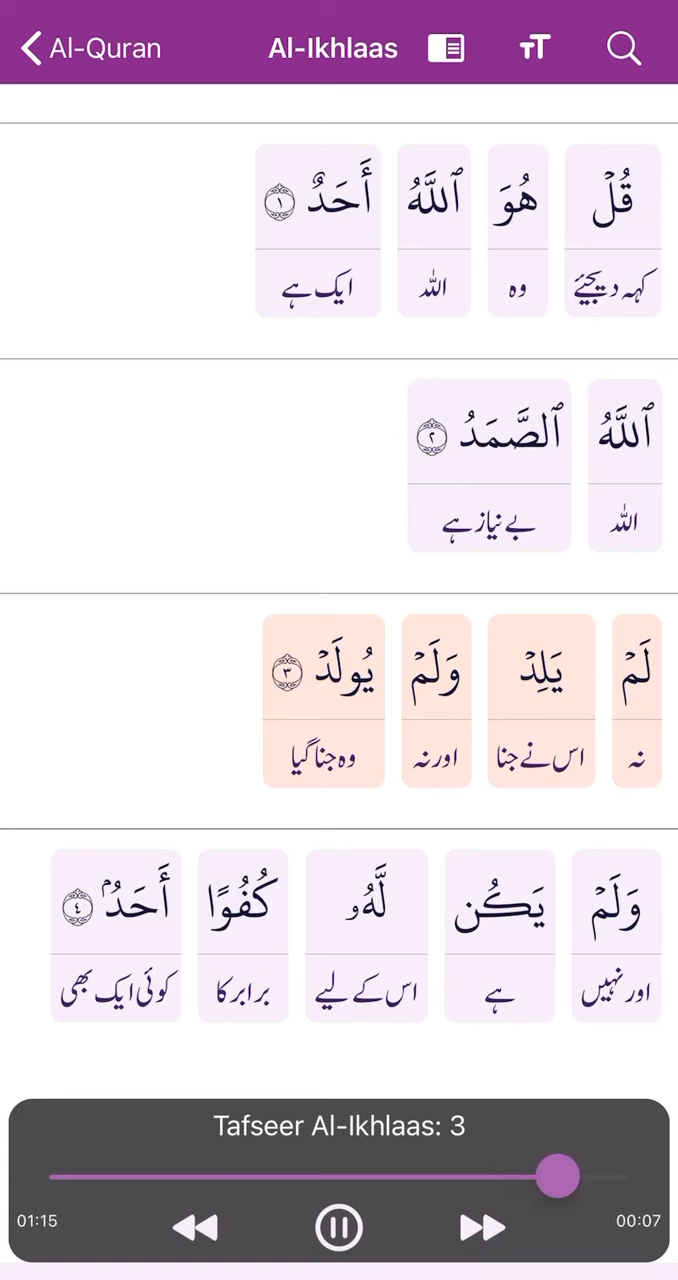 Al-Quran Al-Ikhlaas
قُلۡ هُوَ ٱللَّهُ أَحَدٌ ١
کہہ دیجیئے وہ اللہ ایک ہے
ٱللَّهُ ٱلصَّمَدُ ٢
اللہ بے نیاز ہے
لَمۡ يَلِدۡ وَلَمۡ يُولَدۡ ٣
نہ اس نے جنا اور نہ وہ جنا گیا
وَلَمۡ يَكُن لَّهُۥ كُفُوًا أَحَدُۢ ٤
اور نہیں ہے اس کے لیے برابر کا کوئی ایک بھی
Tafseer Al-Ikhlaas: 3
01:15 00:07